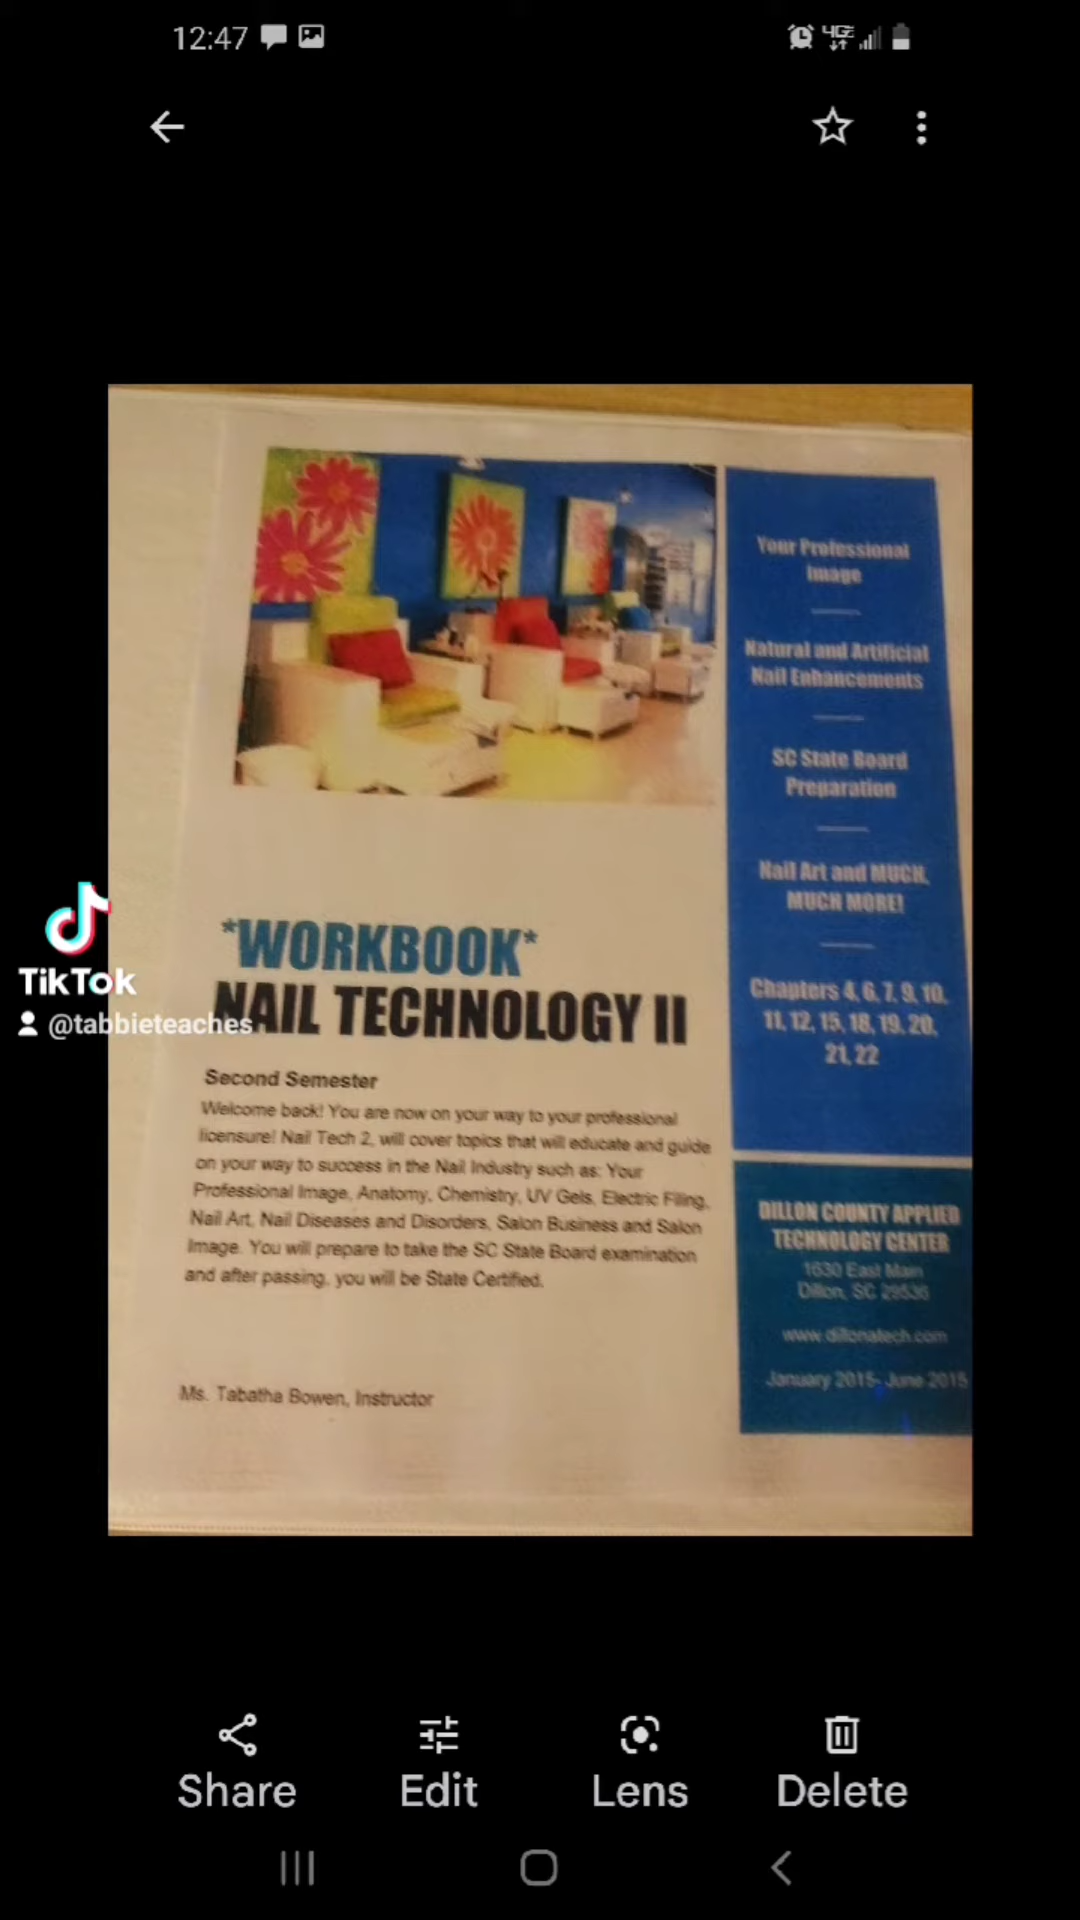 12:47
4GE
*WORKBOOK*
NAIL TECHNOLOGY II
Second Semester
Welcome back! You are now on your way to your professional
licensure! Nail Tech 2, will cover topics that will educate and guide
on your way to success in the Nail Industry such as: Your
Professional Image, Anatomy, Chemistry, UV Gels, Electric Filing,
Nail Art, Nail Diseases and Disorders, Salon Business and Salon
Image. You will prepare to take the SC State Board examination
and after passing, you will be State Certified.
Ms. Tabatha Bowen, Instructor
Your Professional
Image
Natural and Artificial
Nail Enhancements
SC State Board
Preparation
Nail Art and MUCH,
MUCH MORE!
Chapters 4, 6, 7, 9, 10,
11, 12, 15, 18, 19, 20,
21, 22
DILLON COUNTY APPLIED
TECHNOLOGY CENTER
1630 East Main
Dillon, SC 29536
www.dillonatech.com
January 2015- June 2015
TikTok
@tabbieteaches
Share
Edit
Lens
Delete